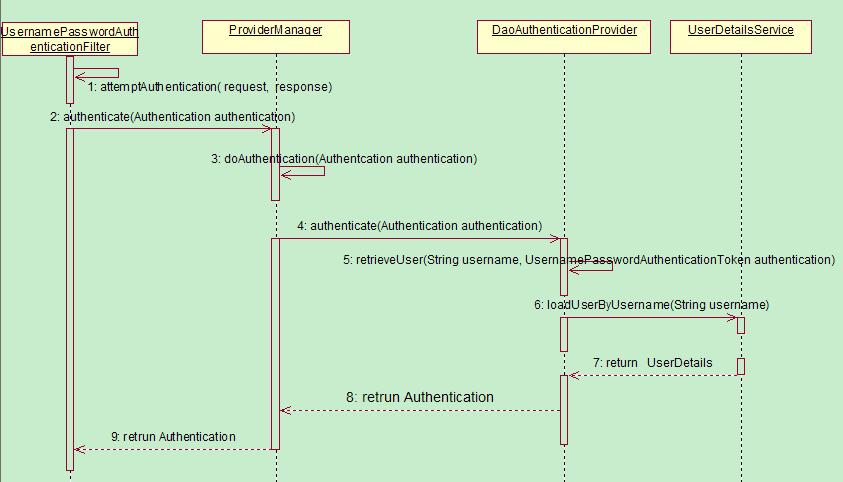 UsernamePasswordAuth
enticationFilter
ProviderManager
DaoAuthenticationProvider
UserDetailsService
1: attemptAuthentication( request,  response)
2: authenticate(Authentication authentication)
3: doAuthentication(Authentcation authentication)
4: authenticate(Authentication authentication)
5: retrieveUser(String username, UsernamePasswordAuthenticationToken authentication)
6: loadUserByUsername(String username)
7: return   UserDetails
8: retrun Authentication
9: retrun Authentication